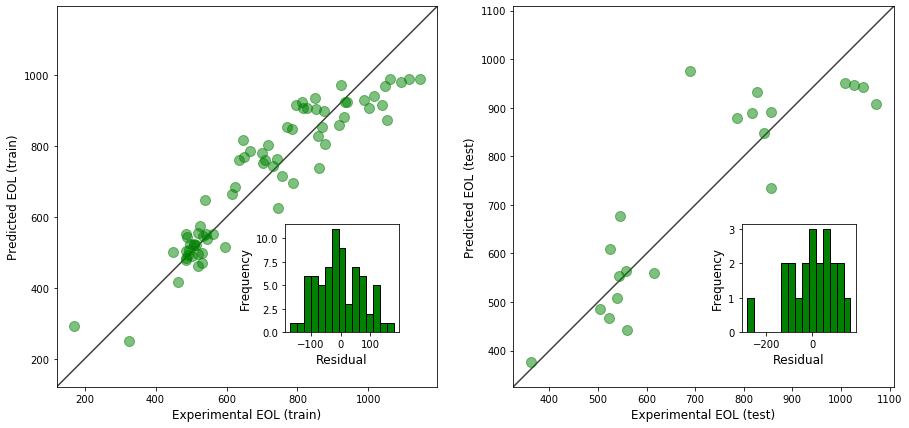 1000
800
600
400
200
Predicted EOL (train)
200 400 600 800 1000
Experimental EOL (train)
10.0
7.5
5.0
2.5
0.0
Frequency
−100 0 100
Residual
1100
1000
900
800
700
600
500
400
Predicted EOL (test)
400 500 600 700 800 900 1000 1100
Experimental EOL (test)
3
2
1
0
Frequency
−200 0
Residual